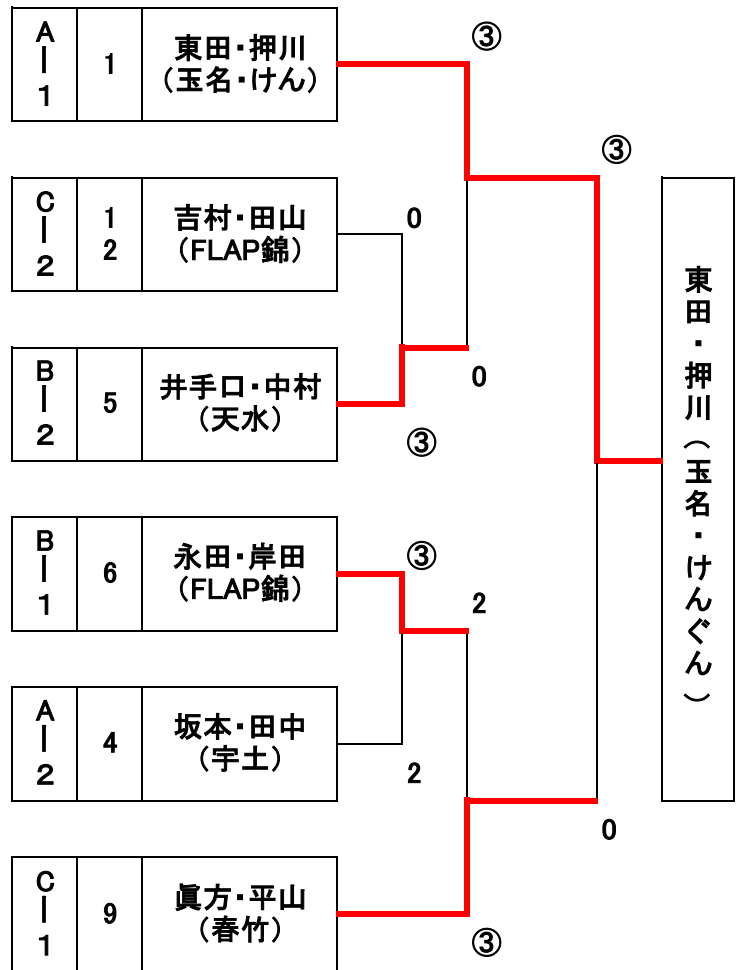 A-1
1
東田・押川
(玉名・けん)
③
③
C-2
12
吉村・田山
(FLAP錦)
0
B-2
5
井手口・中村
(天水)
0
③
東田・押川(玉名・けんぐん)
B-1
6
永田・岸田
(FLAP錦)
③
2
A-2
4
坂本・田中
(宇土)
2
0
C-1
9
眞方・平山
(春竹)
③